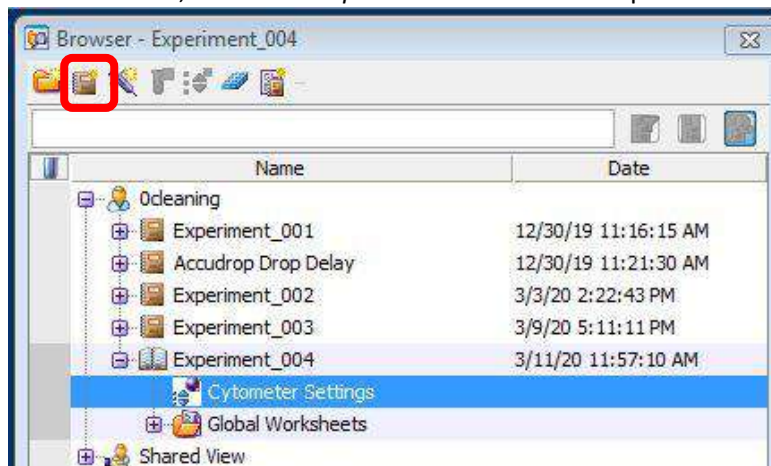 Browser - Experiment_004
Name Date
0cleaning
Experiment_001 12/30/19 11:16:15 AM
Accudrop Drop Delay 12/30/19 11:21:30 AM
Experiment_002 3/3/20 2:22:43 PM
Experiment_003 3/9/20 5:11:11 PM
Experiment_004 3/11/20 11:57:10 AM
Cytometer Settings
Global Worksheets
Shared View